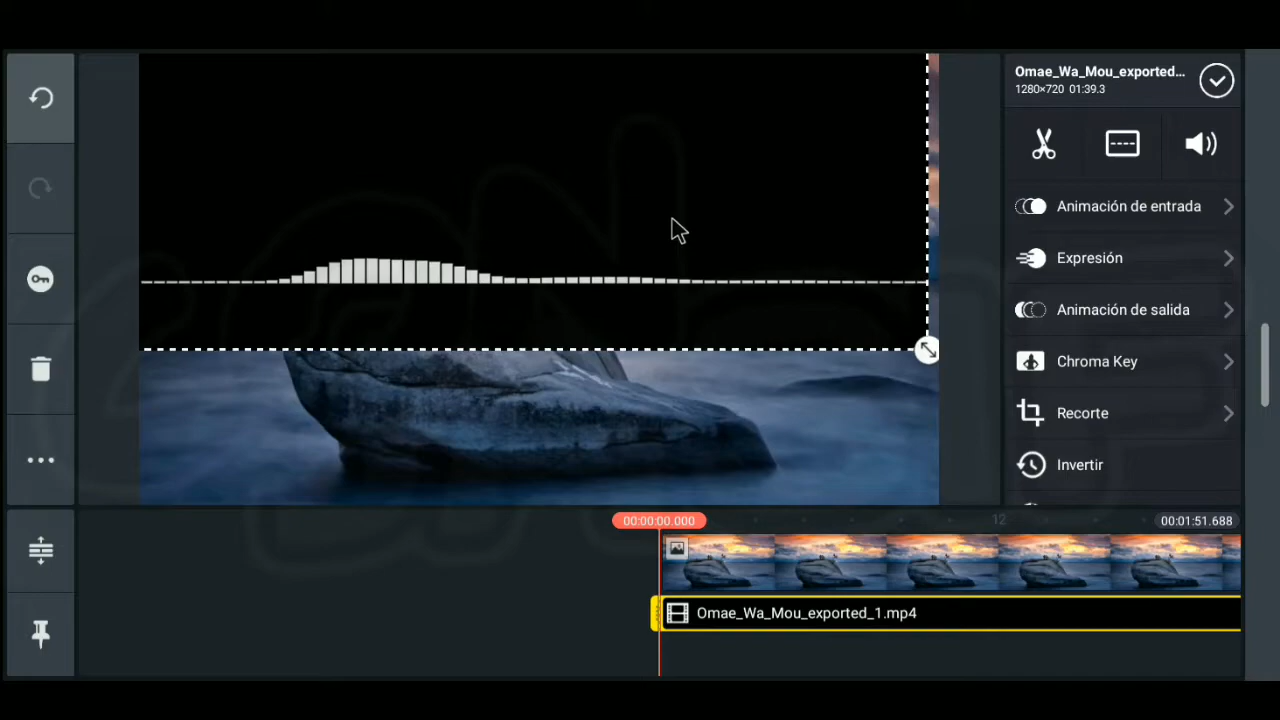 Omae_Wa_Mou_exported...
1280×720 01:39.3
Animación de entrada
Expresión
Animación de salida
Chroma Key
Recorte
Invertir
00:00:00.000
12
00:01:51.688
Omae_Wa_Mou_exported_1.mp4